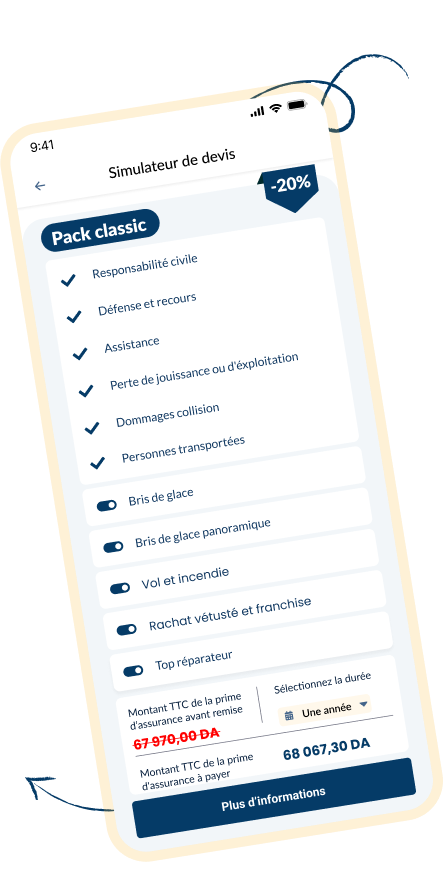 9:41
Simulateur de devis
-20%
Pack classic
Responsabilité civile
Défense et recours
Assistance
Perte de jouissance ou d'éxploitation
Dommages collision
Personnes transportées
Bris de glace
Bris de glace panoramique
Vol et incendie
Rachat vétusté et franchise
Top réparateur
Montant TTC de la prime
d'assurance avant remise
67 970,00 DA
Sélectionnez la durée
Une année
Montant TTC de la prime
d'assurance à payer
68 067,30 DA
Plus d'informations